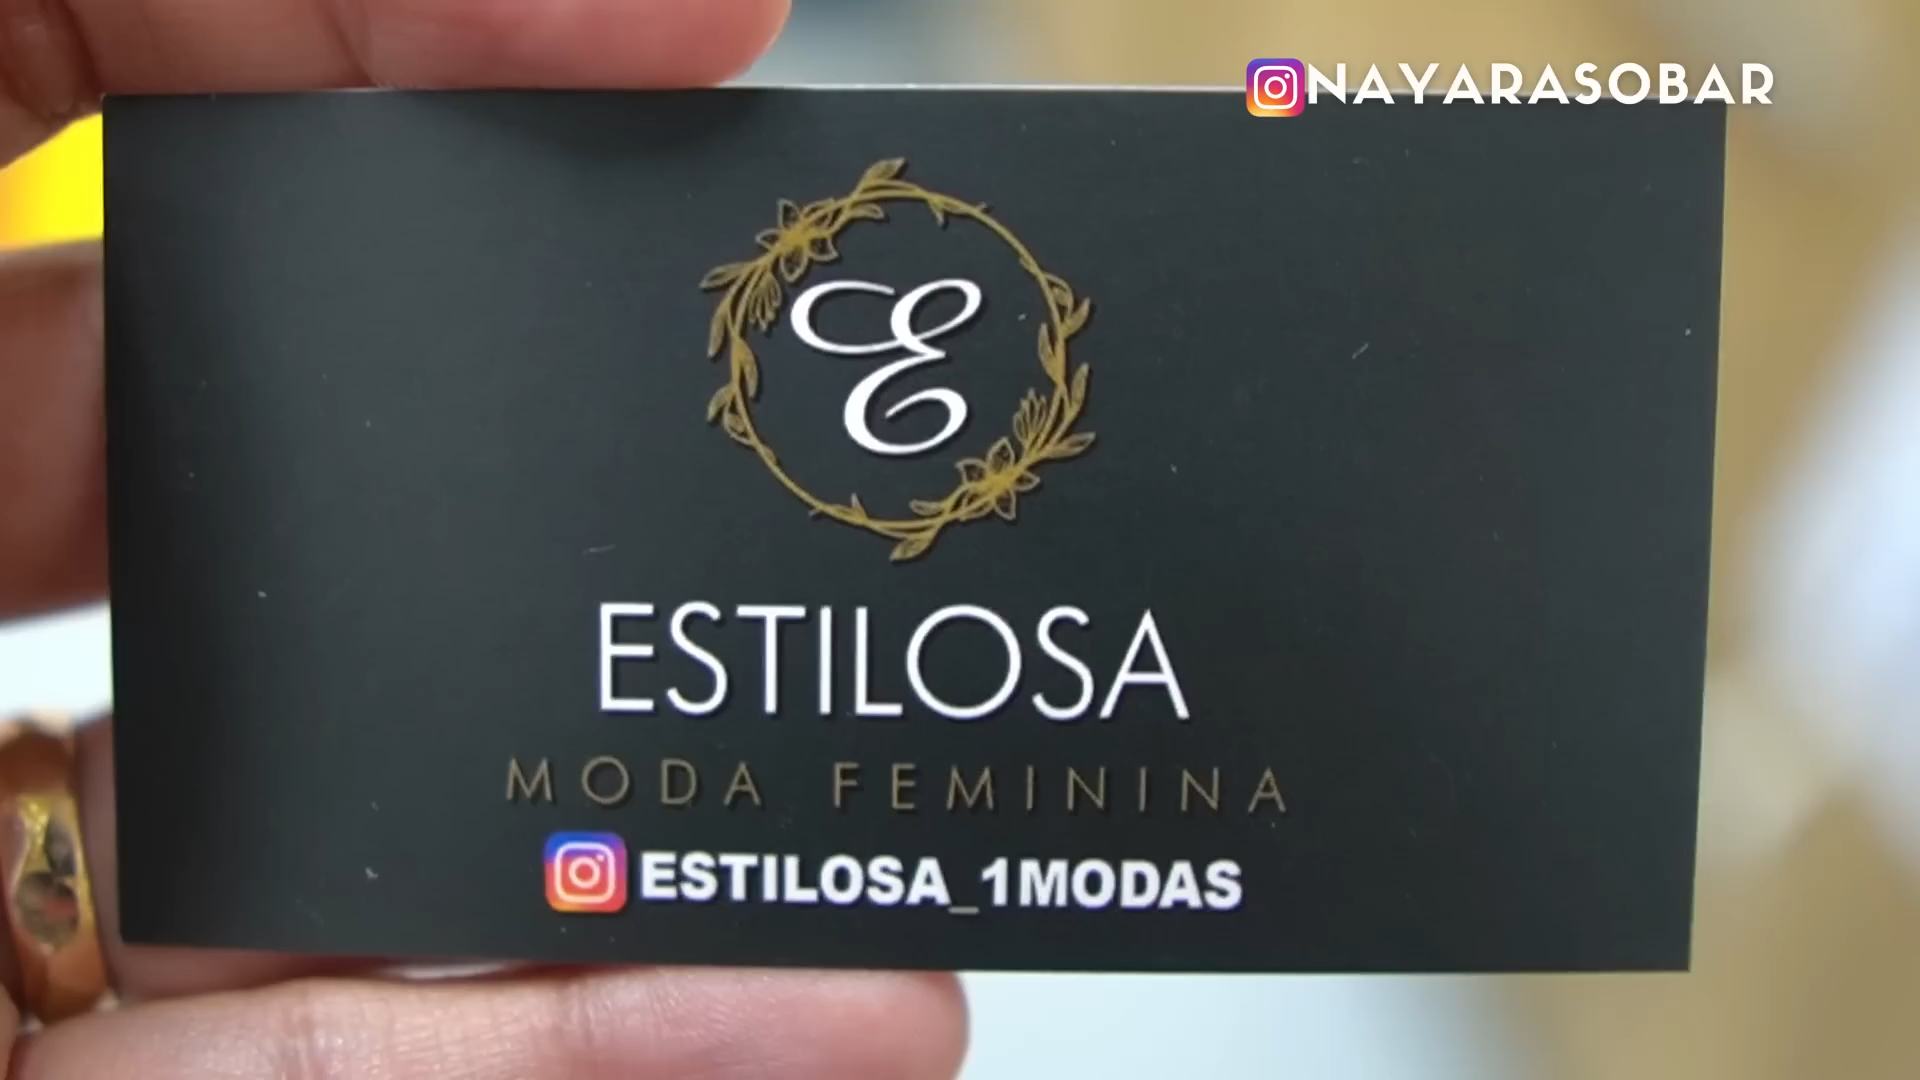 NAYARASOBAR
E
ESTILOSA
MODA FEMININA
ESTILOSA_1MODAS